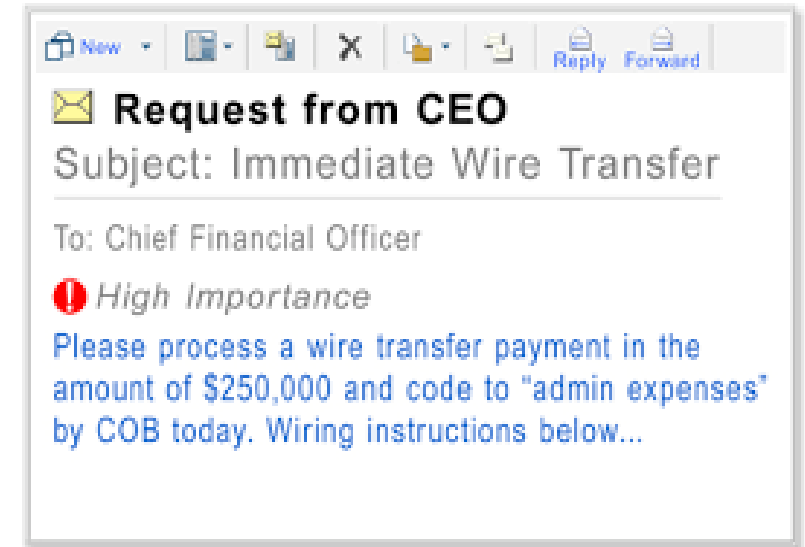 New
Reply Forward
Request from CEO
Subject: Immediate Wire Transfer
To: Chief Financial Officer
High Importance
Please process a wire transfer payment in the
amount of $250,000 and code to “admin expenses”
by COB today. Wiring instructions below...